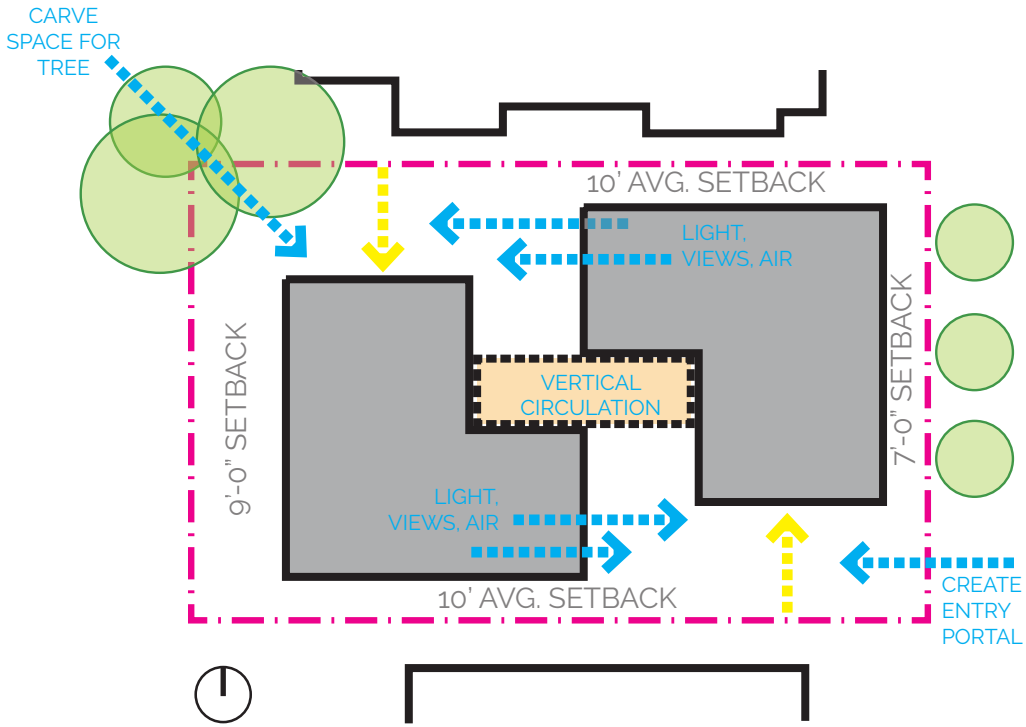 CARVE
SPACE FOR
TREE
10' AVG. SETBACK
LIGHT,
VIEWS, AIR
9'-0" SETBACK
7'-0" SETBACK
VERTICAL
CIRCULATION
LIGHT,
VIEWS, AIR
10' AVG. SETBACK
CREATE
ENTRY
PORTAL